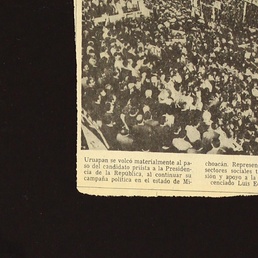 Uruapan se volcó materialmente al pa-
so del candidato priista a la Presiden-
cia de la República, al continuar su
campaña política en el estado de Mi-
choacán. Represen
sectores sociales t
sión y apoyo a la
cenciado Luis E